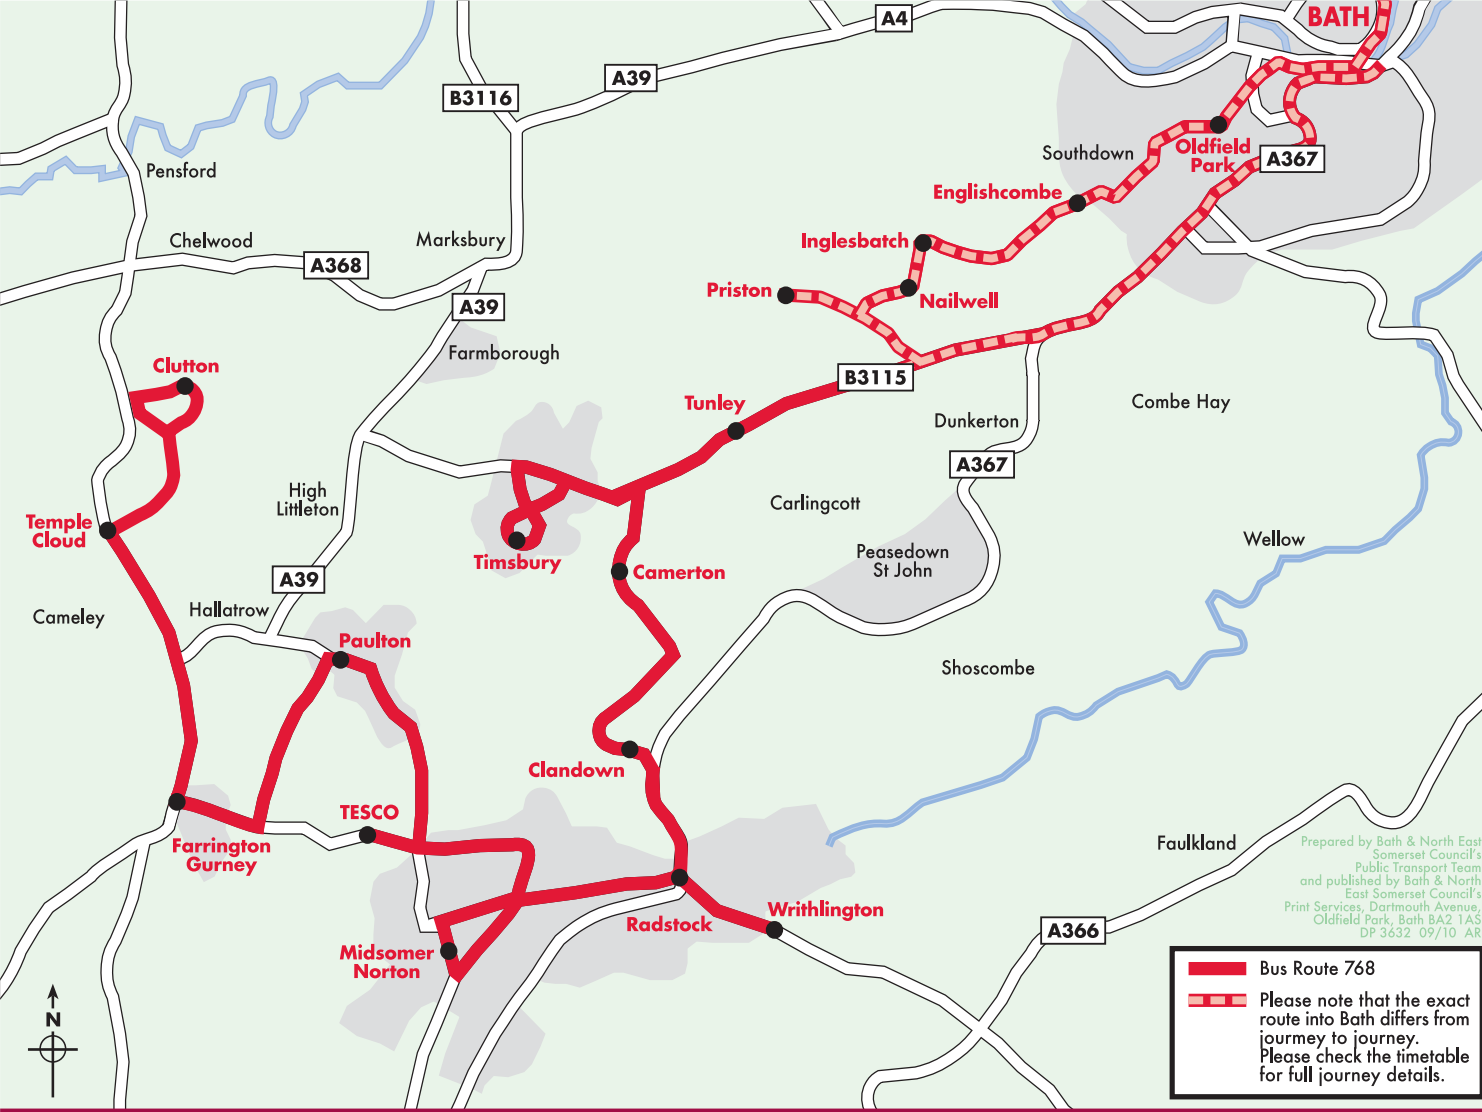 BATH
A4
A39
B3116
Southdown
Oldfield
Park
A367
Pensford
Englishcombe
Chelwood
Marksbury
Inglesbatch
A368
Priston
Nailwell
A39
Farmborough
Clutton
B3115
Tunley
Combe Hay
Dunkerton
A367
High
Littleton
Carlingcott
Temple
Cloud
Wellow
Peasedown
St John
Timsbury
Camerton
A39
Hallatrow
Cameley
Paulton
Shoscombe
Clandown
TESCO
Farrington
Gurney
Faulkland
Prepared by Bath & North East
Somerset Council's
Public Transport Team
and published by Bath & North
East Somerset Council's
Print Services, Dartmouth Avenue,
Oldfield Park, Bath BA2 1AS
DP 3632 09/10 AR
Writhlington
Radstock
A366
Midsomer
Norton
N
Bus Route 768
Please note that the exact
route into Bath differs from
jourmey to journey.
Please check the timetable
for full journey details.